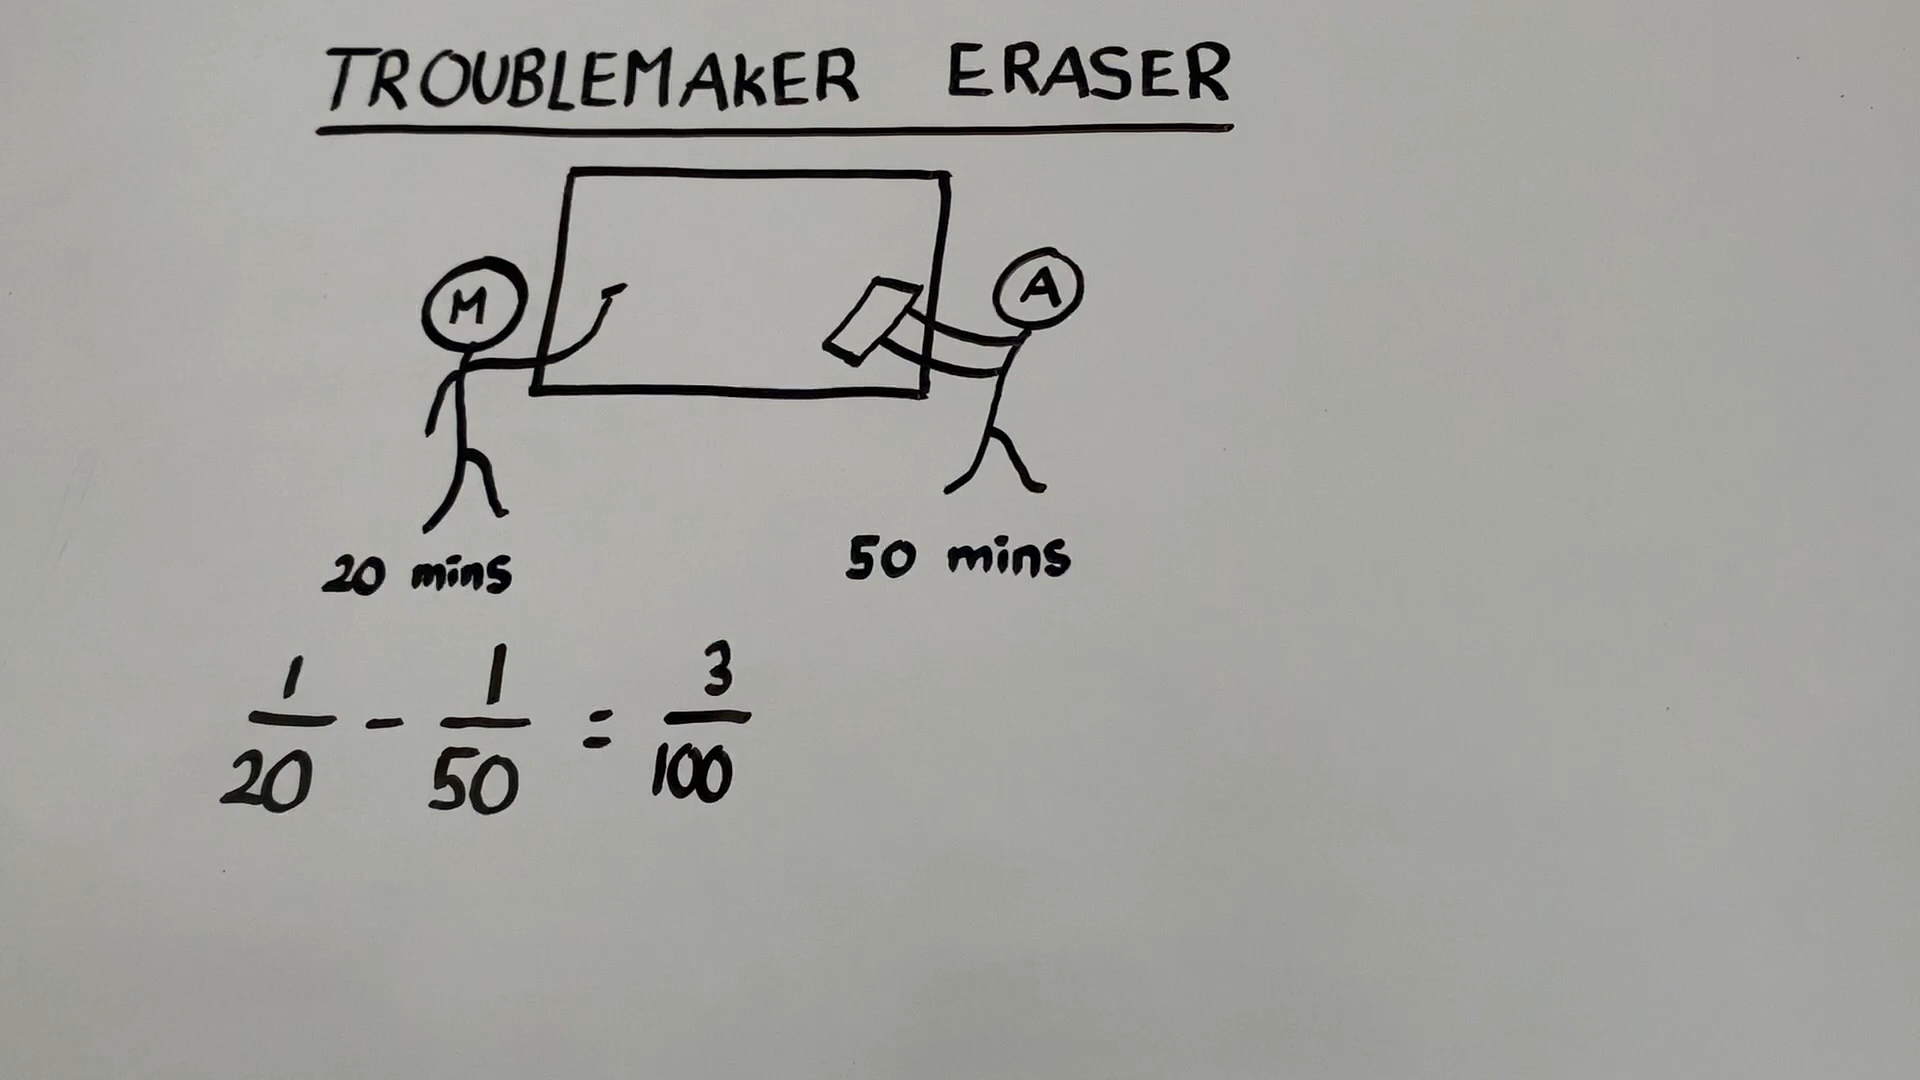 TROUBLEMAKER ERASER
M
A
20 mins
50 mins
1/20 - 1/50 = 3/100